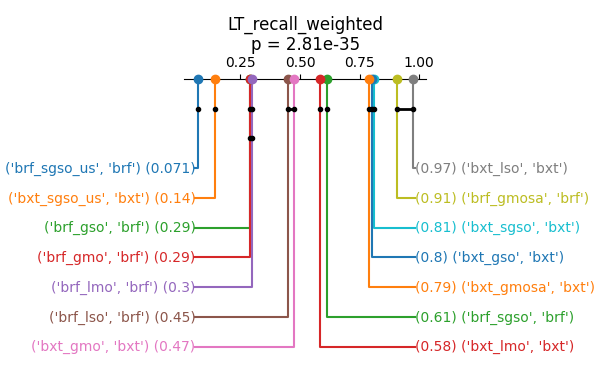 LT_recall_weighted
p = 2.81e-35
0.25 0.50 0.75 1.00
('brf_sgso_us', 'brf') (0.071) (0.97) ('bxt_lso', 'bxt')
('bxt_sgso_us', 'bxt') (0.14) (0.91) ('brf_gmosa', 'brf')
('brf_gso', 'brf') (0.29) (0.81) ('bxt_sgso', 'bxt')
('brf_gmo', 'brf') (0.29) (0.8) ('bxt_gso', 'bxt')
('brf_lmo', 'brf') (0.3) (0.79) ('bxt_gmosa', 'bxt')
('brf_lso', 'brf') (0.45) (0.61) ('brf_sgso', 'brf')
('bxt_gmo', 'bxt') (0.47) (0.58) ('bxt_lmo', 'bxt')